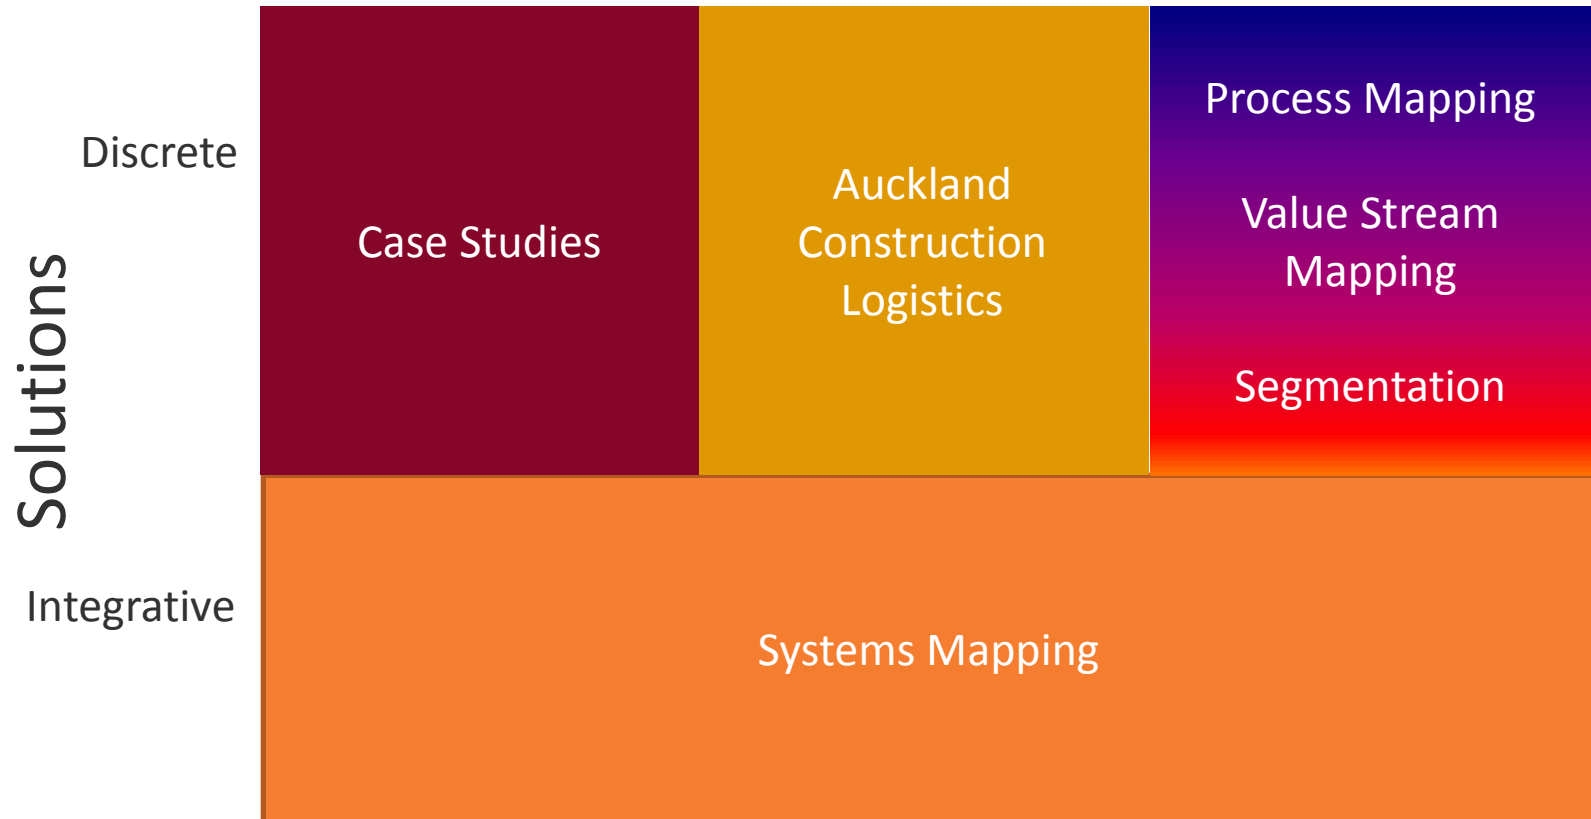 Solutions
Discrete
Case Studies
Auckland
Construction
Logistics
Process Mapping
Value Stream
Mapping
Segmentation
Integrative
Systems Mapping